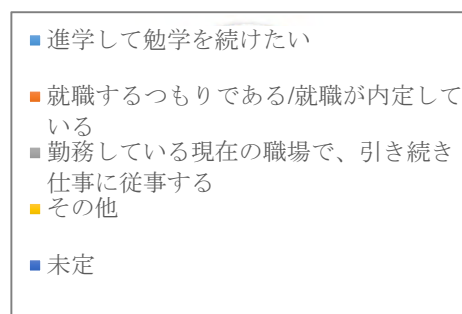 進学して勉学を続けたい
就職するつもりである/就職が内定して
いる
勤務している現在の職場で、引き続き
仕事に従事する
その他
未定